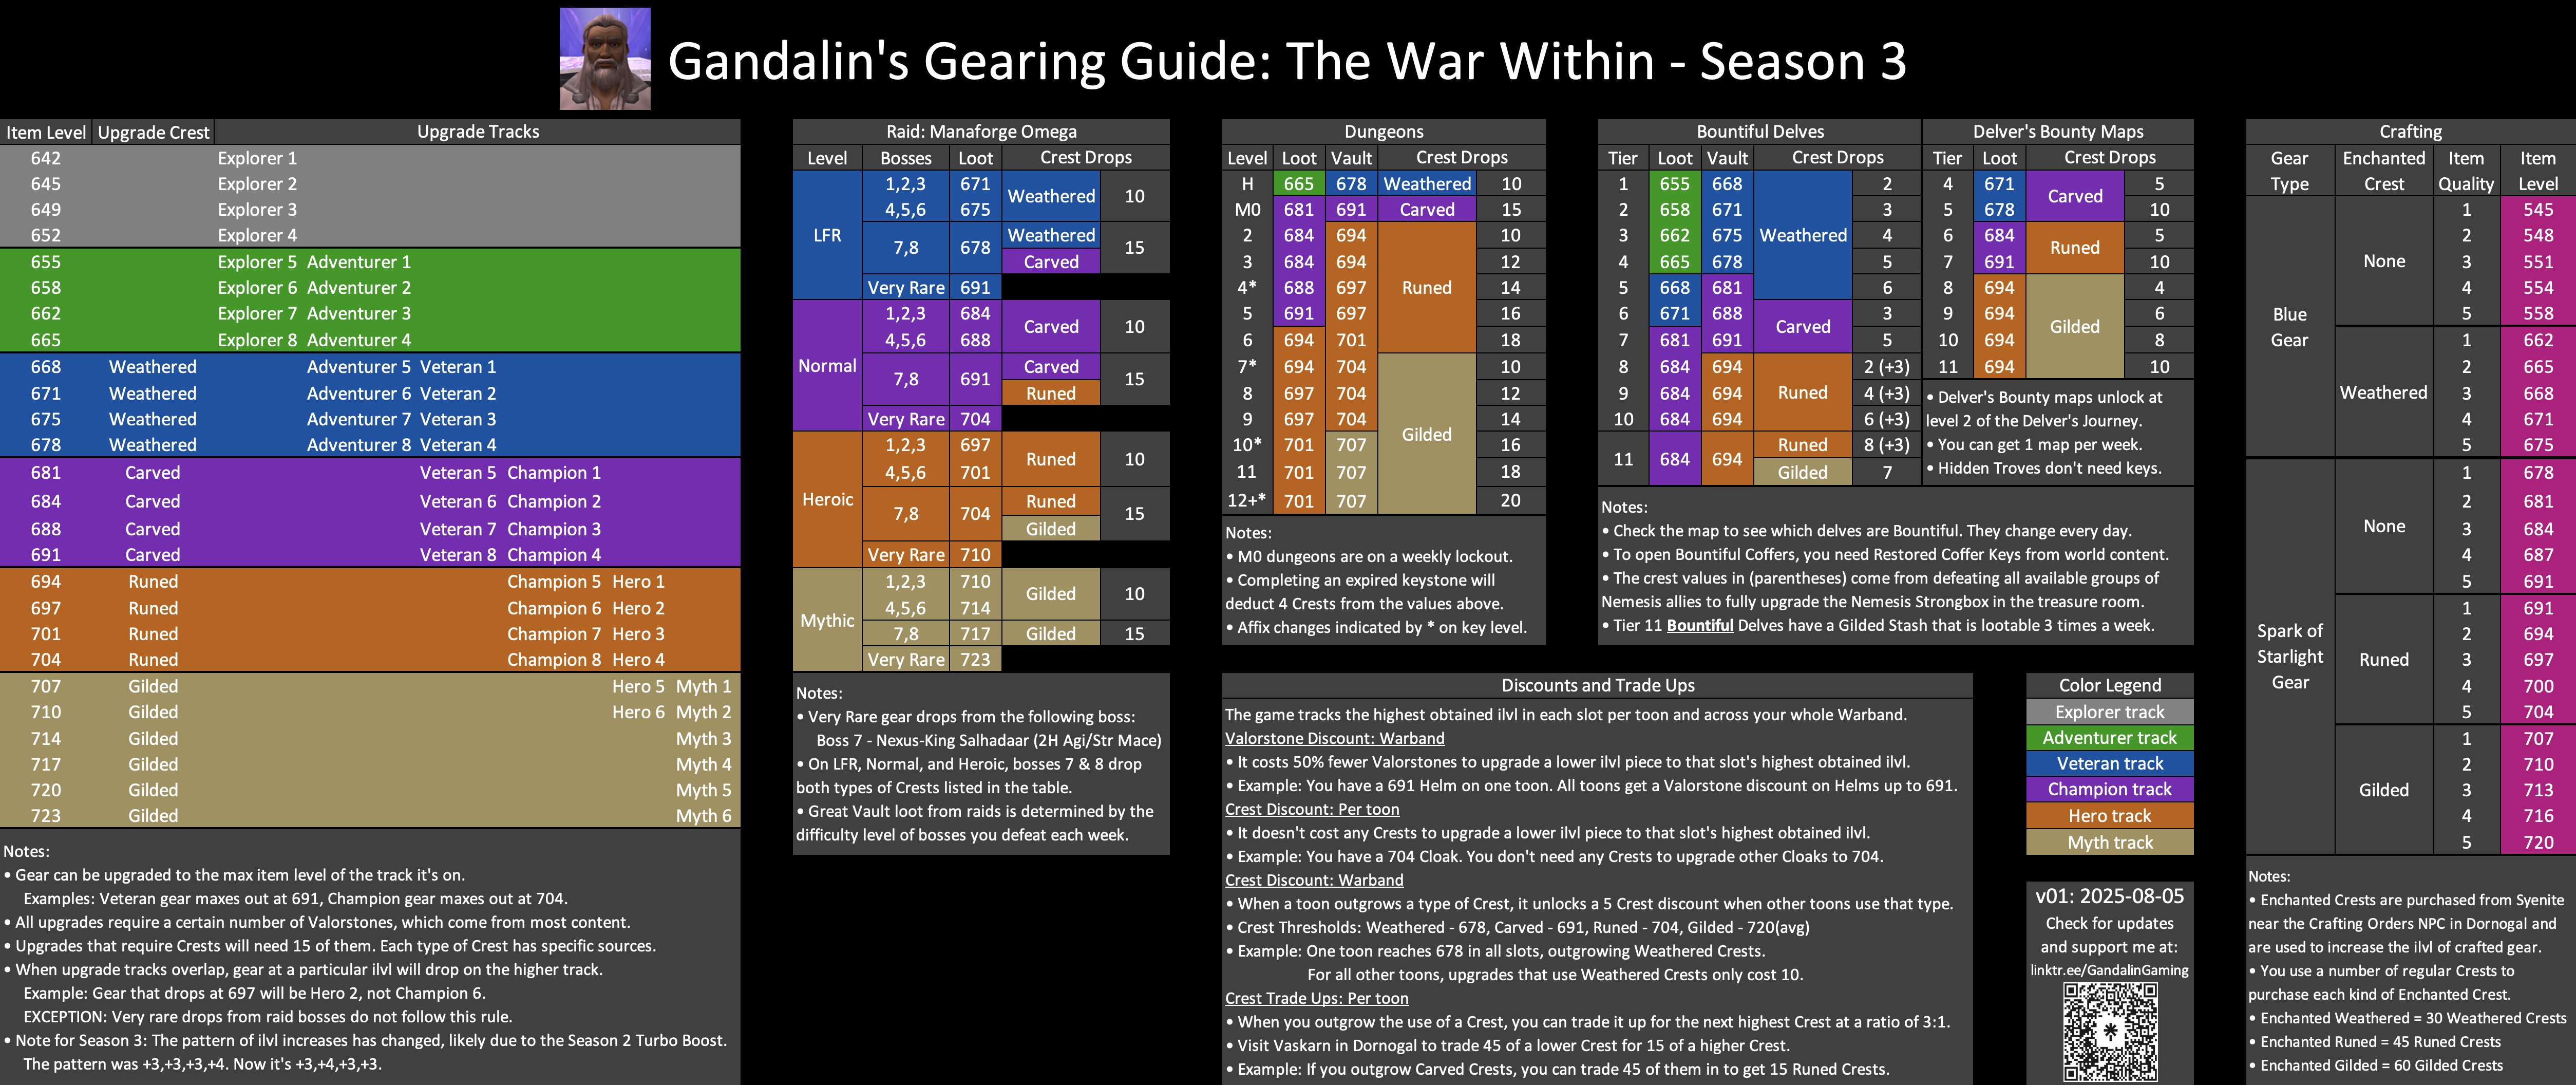 Gandalin's Gearing Guide: The War Within - Season 3
Item Level Upgrade Crest Upgrade Tracks
642 Explorer 1
645 Explorer 2
649 Explorer 3
652 Explorer 4
655 Explorer 5 Adventurer 1
658 Explorer 6 Adventurer 2
662 Explorer 7 Adventurer 3
665 Explorer 8 Adventurer 4
668 Weathered Adventurer 5 Veteran 1
671 Weathered Adventurer 6 Veteran 2
675 Weathered Adventurer 7 Veteran 3
678 Weathered Adventurer 8 Veteran 4
681 Carved Veteran 5 Champion 1
684 Carved Veteran 6 Champion 2
688 Carved Veteran 7 Champion 3
691 Carved Veteran 8 Champion 4
694 Runed Champion 5 Hero 1
697 Runed Champion 6 Hero 2
701 Runed Champion 7 Hero 3
704 Runed Champion 8 Hero 4
707 Gilded Hero 5 Myth 1
710 Gilded Hero 6 Myth 2
714 Gilded Myth 3
717 Gilded Myth 4
720 Gilded Myth 5
723 Gilded Myth 6
Notes:
• Gear can be upgraded to the max item level of the track it's on.
Examples: Veteran gear maxes out at 691, Champion gear maxes out at 704.
• All upgrades require a certain number of Valorstones, which come from most content.
• Upgrades that require Crests will need 15 of them. Each type of Crest has specific sources.
• When upgrade tracks overlap, gear at a particular ilvl will drop on the higher track.
Example: Gear that drops at 697 will be Hero 2, not Champion 6.
EXCEPTION: Very rare drops from raid bosses do not follow this rule.
• Note for Season 3: The pattern of ilvl increases has changed, likely due to the Season 2 Turbo Boost.
The pattern was +3,+3,+3,+4. Now it's +3,+4,+3,+3.
Raid: Manaforge Omega
Level Bosses Loot Crest Drops
LFR
1,2,3 671 Weathered 10
4,5,6 675
7,8 678 Weathered 15
Carved
Very Rare 691
Normal
1,2,3 684 Carved 10
4,5,6 688
7,8 691 Carved 15
Runed
Very Rare 704
Heroic
1,2,3 697 Runed 10
4,5,6 701
7,8 704 Runed 15
Gilded
Very Rare 710
Mythic
1,2,3 710 Gilded 10
4,5,6 714
7,8 717 Gilded 15
Very Rare 723
Notes:
• Very Rare gear drops from the following boss:
Boss 7 - Nexus-King Salhadaar (2H Agi/Str Mace)
• On LFR, Normal, and Heroic, bosses 7 & 8 drop
both types of Crests listed in the table.
• Great Vault loot from raids is determined by the
difficulty level of bosses you defeat each week.
Dungeons
Level Loot Vault Crest Drops
H 665 678 Weathered 10
M0 681 691 Carved 15
2 684 694 10
3 684 694 12
4* 688 697 Runed 14
5 691 697 16
6 694 701 18
7* 694 704 10
8 697 704 12
9 697 704 14
10* 701 707 Gilded 16
11 701 707 18
12+* 701 707 20
Notes:
• M0 dungeons are on a weekly lockout.
• Completing an expired keystone will
deduct 4 Crests from the values above.
• Affix changes indicated by * on key level.
Bountiful Delves
Tier Loot Vault Crest Drops
1 655 668 2
2 658 671 3
3 662 675 Weathered 4
4 665 678 5
5 668 681 6
6 671 688 Carved 3
7 681 691 5
8 684 694 2 (+3)
9 684 694 Runed 4 (+3)
10 684 694 6 (+3)
11 684 694 Runed 8 (+3)
Gilded 7
Delver's Bounty Maps
Tier Loot Crest Drops
4 671 Carved 5
5 678 10
6 684 Runed 5
7 691 10
8 694 4
9 694 Gilded 6
10 694 8
11 694 10
• Delver's Bounty maps unlock at
level 2 of the Delver's Journey.
• You can get 1 map per week.
• Hidden Troves don't need keys.
Notes:
• Check the map to see which delves are Bountiful. They change every day.
• To open Bountiful Coffers, you need Restored Coffer Keys from world content.
• The crest values in (parentheses) come from defeating all available groups of
Nemesis allies to fully upgrade the Nemesis Strongbox in the treasure room.
• Tier 11 Bountiful Delves have a Gilded Stash that is lootable 3 times a week.
Discounts and Trade Ups
The game tracks the highest obtained ilvl in each slot per toon and across your whole Warband.
Valorstone Discount: Warband
• It costs 50% fewer Valorstones to upgrade a lower ilvl piece to that slot's highest obtained ilvl.
• Example: You have a 691 Helm on one toon. All toons get a Valorstone discount on Helms up to 691.
Crest Discount: Per toon
• It doesn't cost any Crests to upgrade a lower ilvl piece to that slot's highest obtained ilvl.
• Example: You have a 704 Cloak. You don't need any Crests to upgrade other Cloaks to 704.
Crest Discount: Warband
• When a toon outgrows a type of Crest, it unlocks a 5 Crest discount when other toons use that type.
• Crest Thresholds: Weathered - 678, Carved - 691, Runed - 704, Gilded - 720(avg)
• Example: One toon reaches 678 in all slots, outgrowing Weathered Crests.
For all other toons, upgrades that use Weathered Crests only cost 10.
Crest Trade Ups: Per toon
• When you outgrow the use of a Crest, you can trade it up for the next highest Crest at a ratio of 3:1.
• Visit Vaskarn in Dornogal to trade 45 of a lower Crest for 15 of a higher Crest.
• Example: If you outgrow Carved Crests, you can trade 45 of them in to get 15 Runed Crests.
Color Legend
Explorer track
Adventurer track
Veteran track
Champion track
Hero track
Myth track
v01: 2025-08-05
Check for updates
and support me at:
linktr.ee/GandalinGaming
Crafting
Gear Enchanted Item Item
Type Crest Quality Level
Blue
Gear
None
1 545
2 548
3 551
4 554
5 558
Weathered
1 662
2 665
3 668
4 671
5 675
Spark of
Starlight
Gear
None
1 678
2 681
3 684
4 687
5 691
Runed
1 691
2 694
3 697
4 700
5 704
Gilded
1 707
2 710
3 713
4 716
5 720
Notes:
• Enchanted Crests are purchased from Syenite
near the Crafting Orders NPC in Dornogal and
are used to increase the ilvl of crafted gear.
• You use a number of regular Crests to
purchase each kind of Enchanted Crest.
• Enchanted Weathered = 30 Weathered Crests
• Enchanted Runed = 45 Runed Crests
• Enchanted Gilded = 60 Gilded Crests